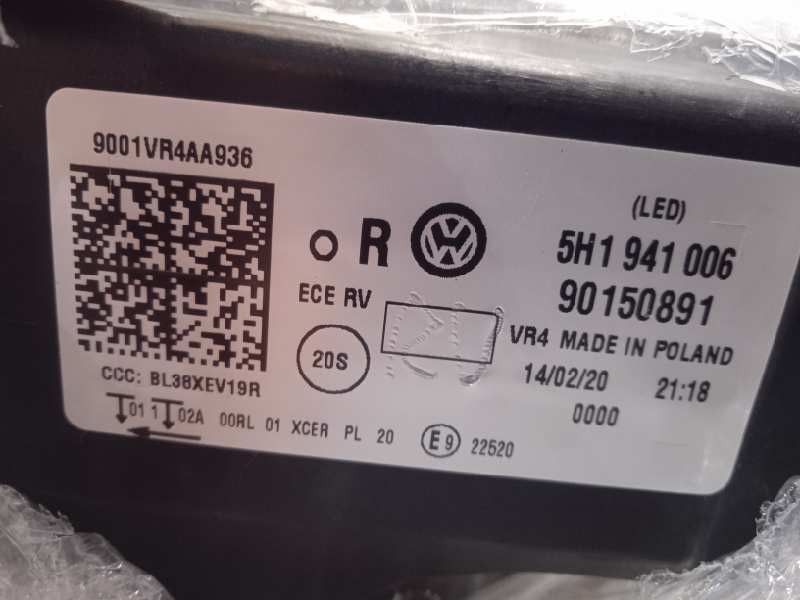 9001VR4AA936
o R VW
ECE RV
20S
CCC: BL38XEV19R
01 1 02A 00RL 01 XCER PL 20 E9 22520
(LED)
5H1 941 006
90150891
VR4 MADE IN POLAND
14/02/20 21:18
0000